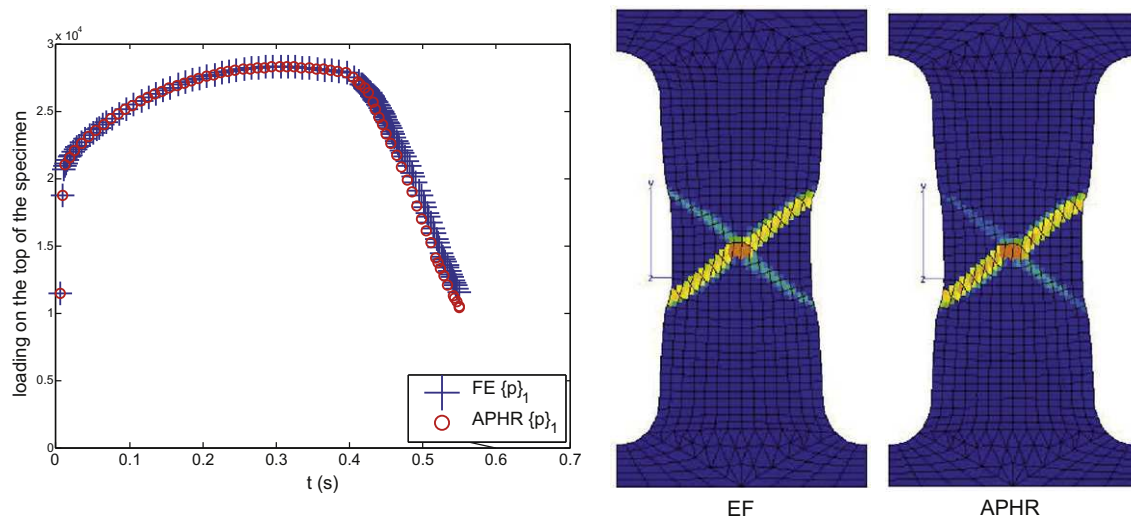 x 10⁴
3
2.5
2
1.5
1
0.5
0
0 0.1 0.2 0.3 0.4 0.5 0.6 0.7
t (s)
loading on the top of the specimen
FE {p}₁
APHR {p}₁
y
z
y
z
EF
APHR